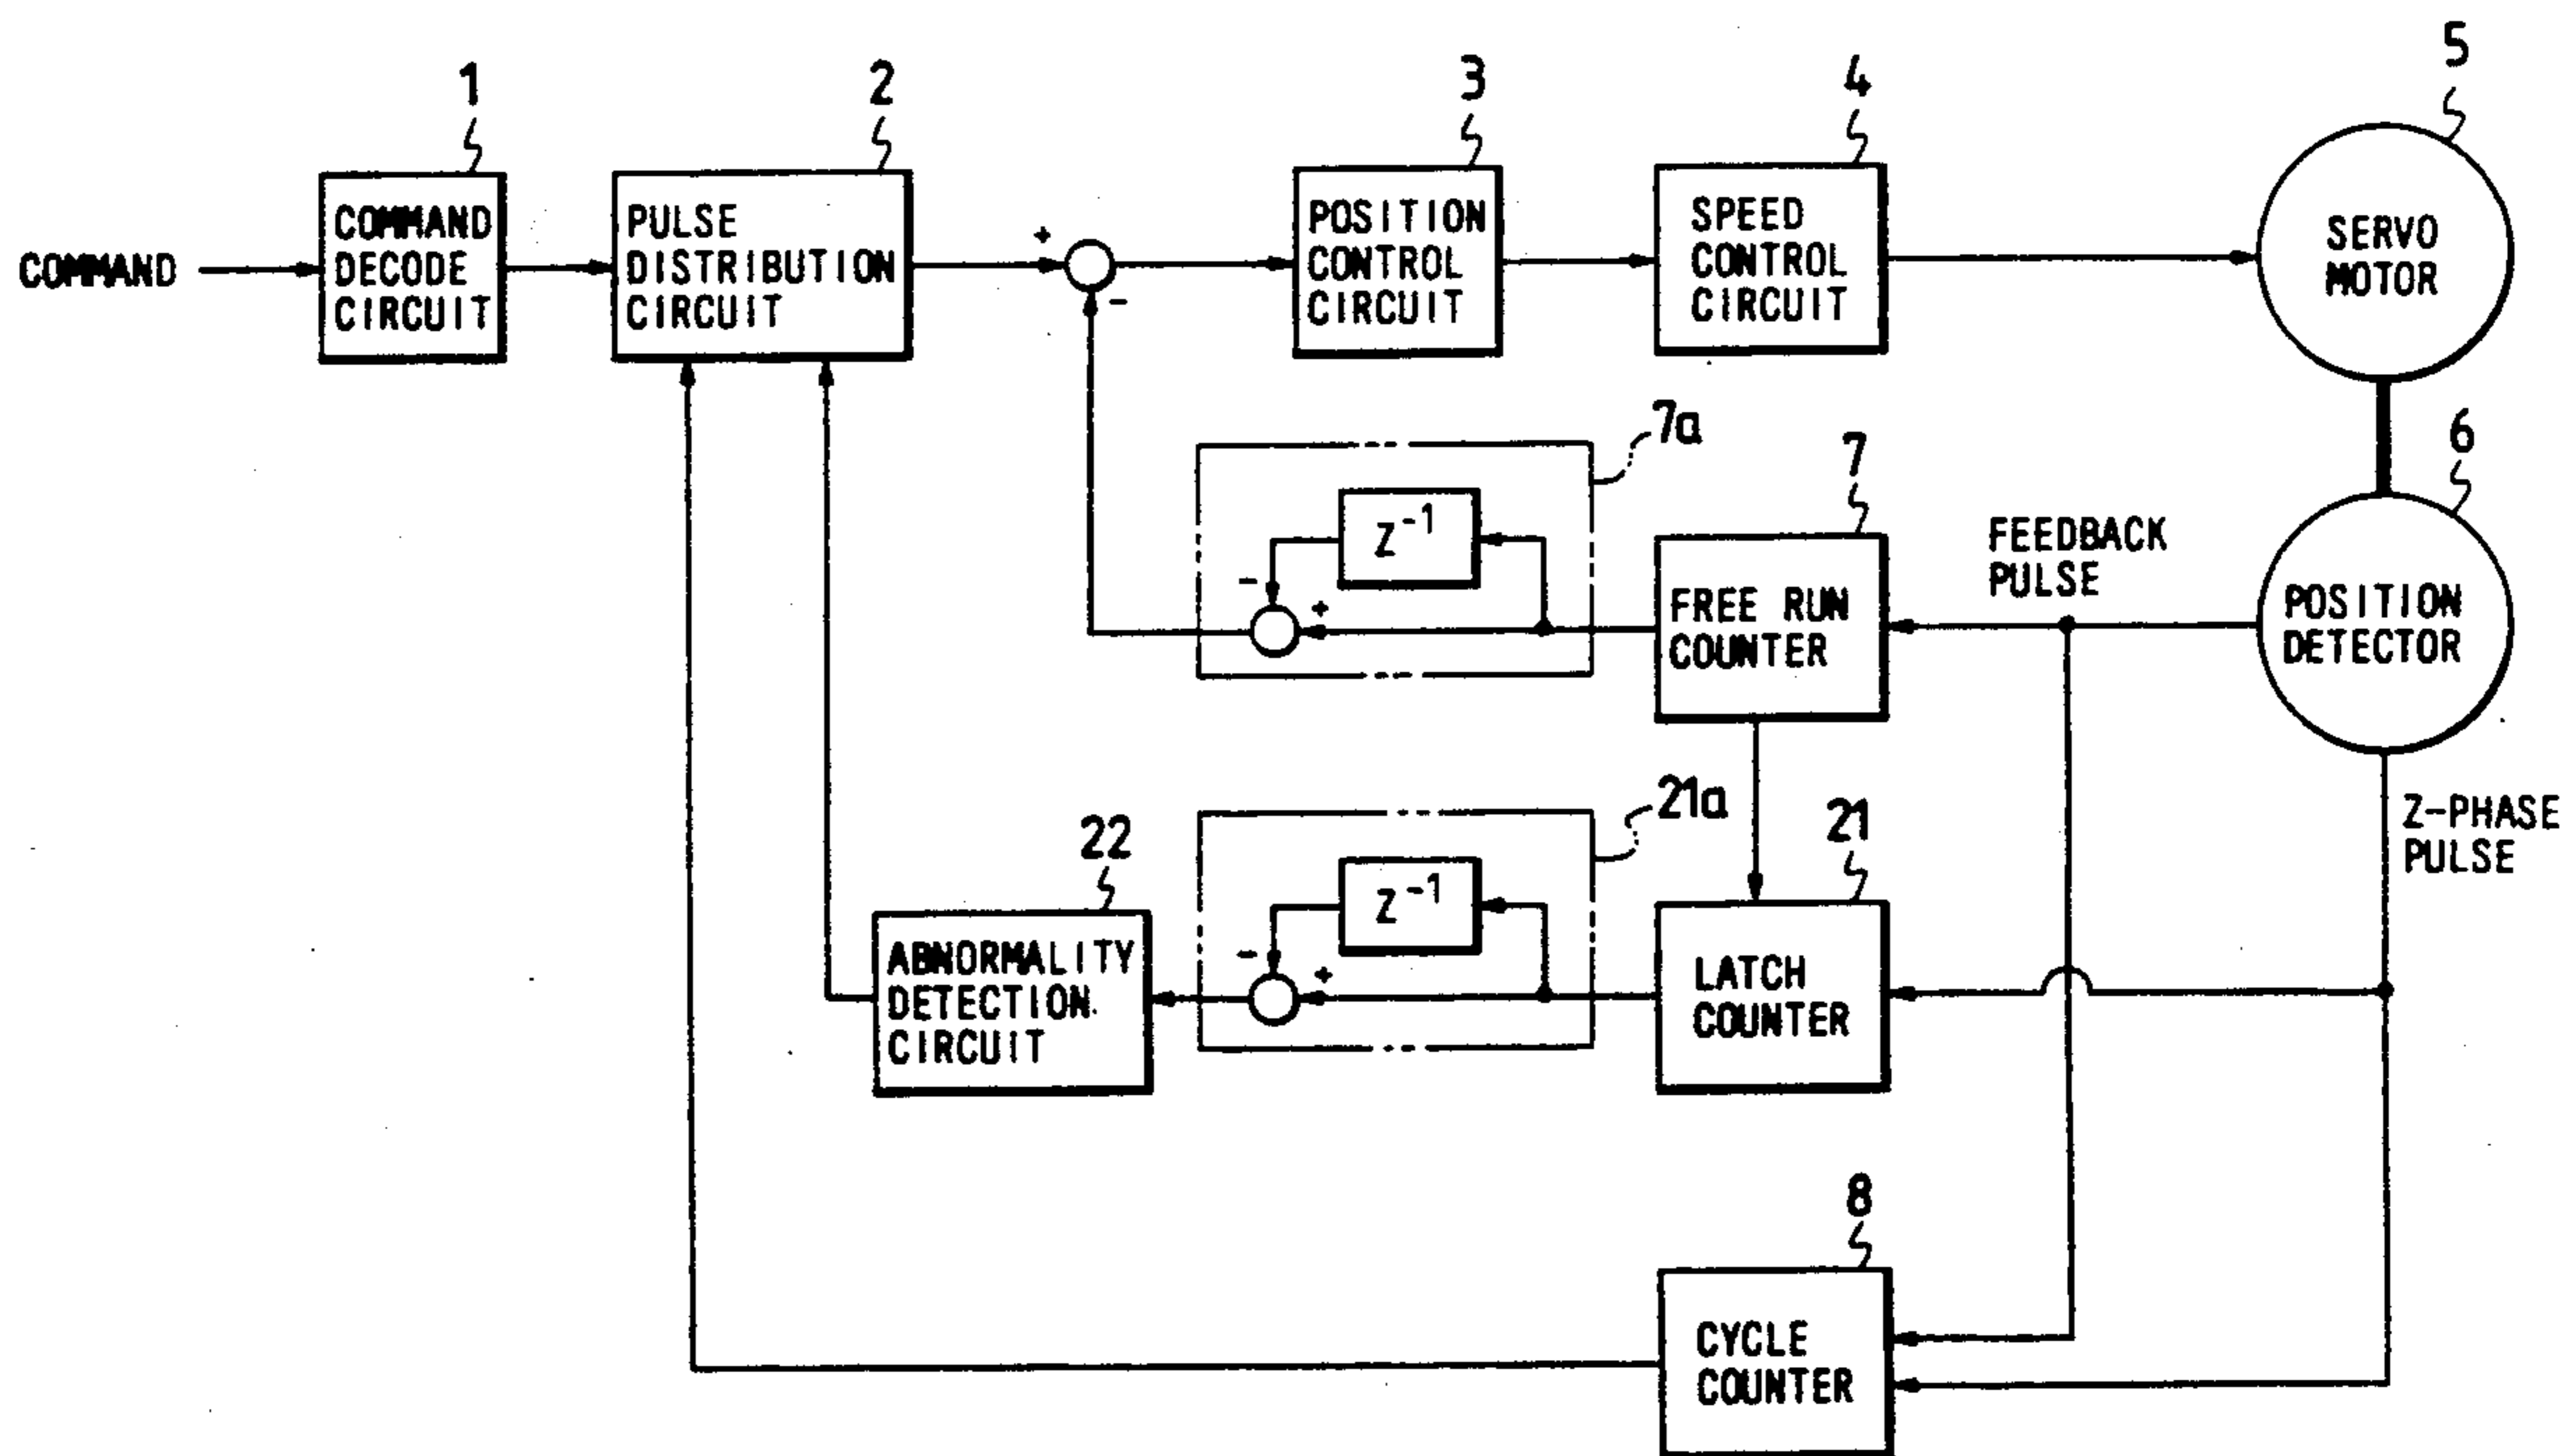 1
2
3
4
5
COMMAND
COMMAND
DECODE
CIRCUIT
PULSE
DISTRIBUTION
CIRCUIT
+
-
POSITION
CONTROL
CIRCUIT
SPEED
CONTROL
CIRCUIT
SERVO
MOTOR
7a
7
6
Z⁻¹
-
+
FREE RUN
COUNTER
FEEDBACK
PULSE
POSITION
DETECTOR
22
21a
21
Z-PHASE
PULSE
ABNORMALITY
DETECTION
CIRCUIT
Z⁻¹
-
+
LATCH
COUNTER
8
CYCLE
COUNTER